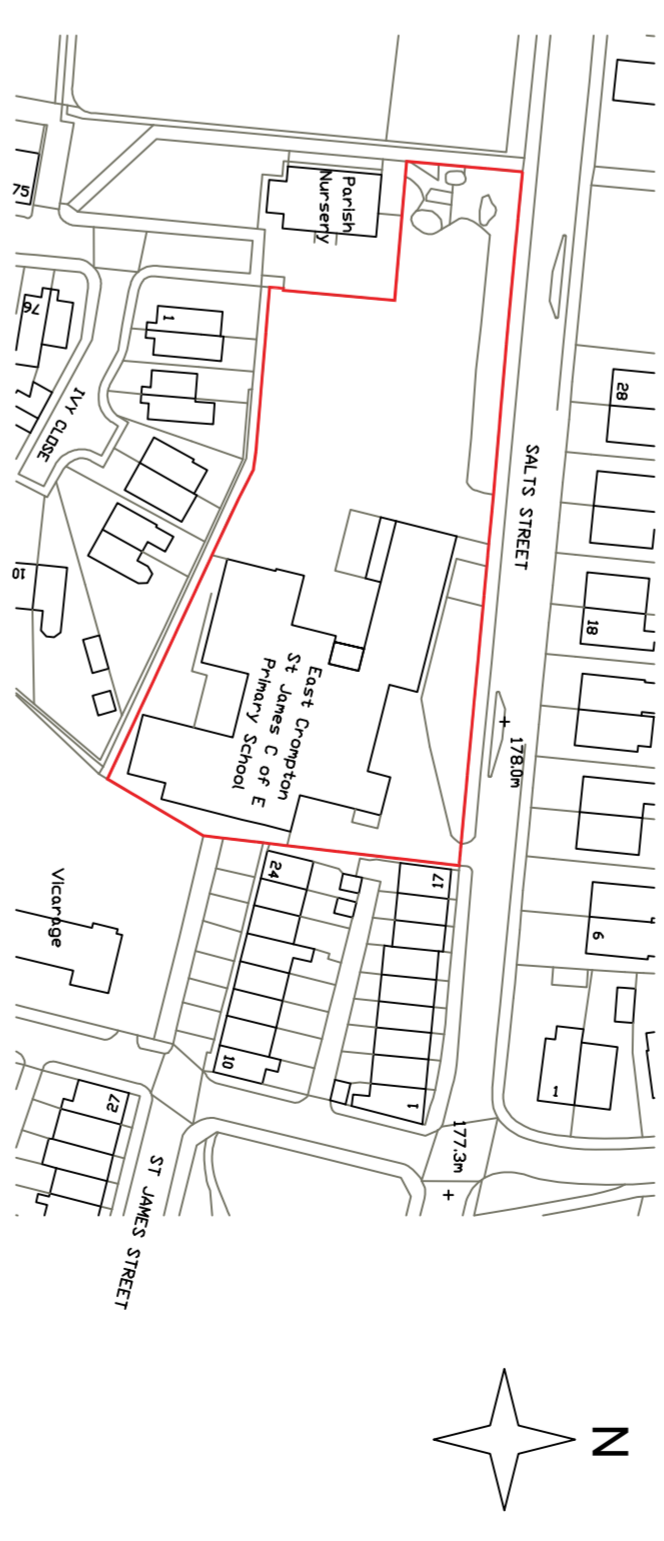 Parish
Nursery
75
76
1
IVY CLOSE
10
28
SALTS STREET
18
178.0m
East Crompton
St James C of E
Primary School
6
Vicarage
24
17
10
1
1
27
177.3m
ST JAMES STREET
N